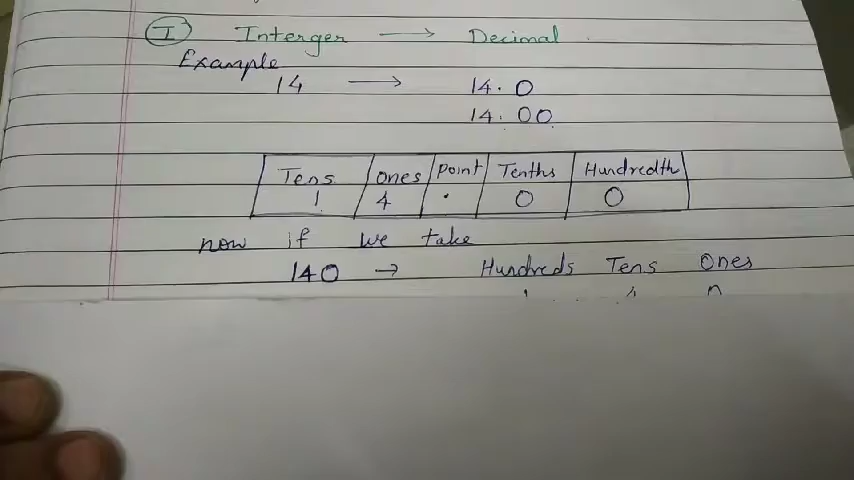 I Interger → Decimal
Example
14 → 14.0
14.00
Tens Ones Point Tenths Hundredth
1 4 . 0 0
now if we take
140 → Hundreds Tens Ones